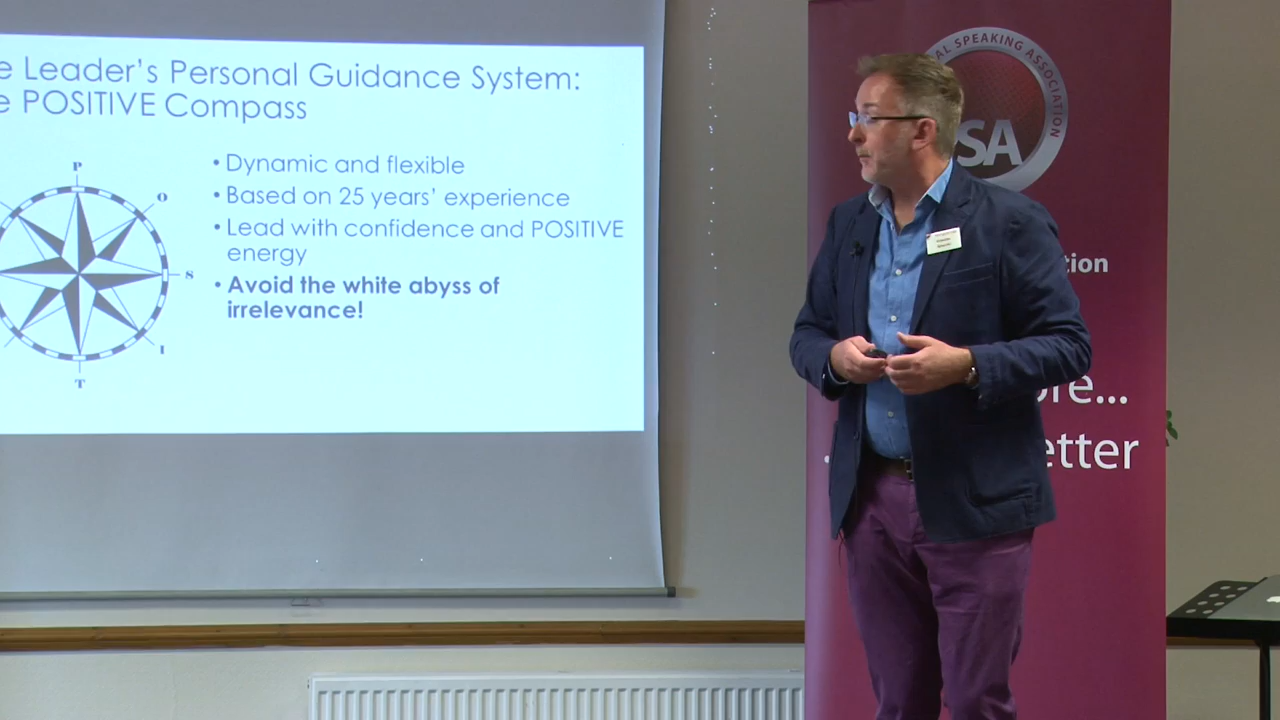 e Leader's Personal Guidance System:
e POSITIVE Compass
P
O
S
I
T
• Dynamic and flexible
• Based on 25 years' experience
• Lead with confidence and POSITIVE
energy
• Avoid the white abyss of
irrelevance!
AL SPEAKING ASSOCIATION
SA
tion
ore...
etter